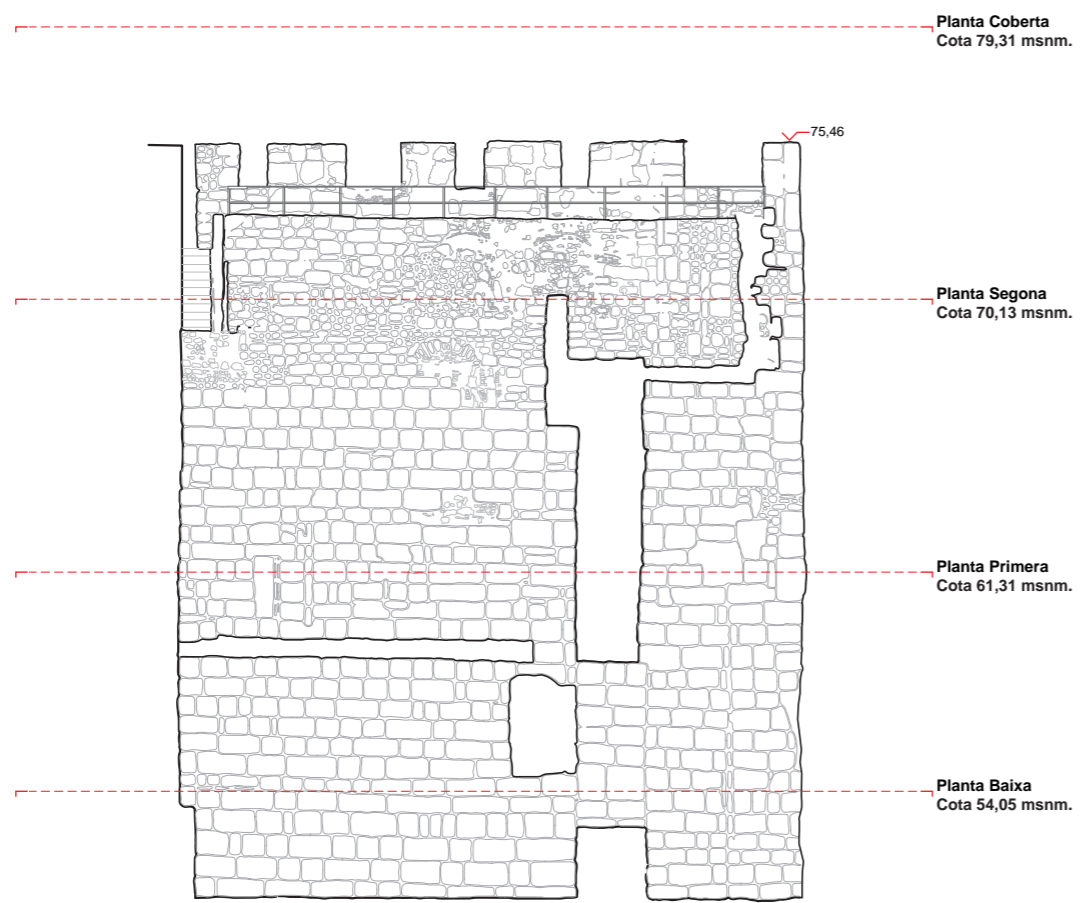 Planta Coberta
Cota 79,31 msnm.
75,46
Planta Segona
Cota 70,13 msnm.
Planta Primera
Cota 61,31 msnm.
Planta Baixa
Cota 54,05 msnm.